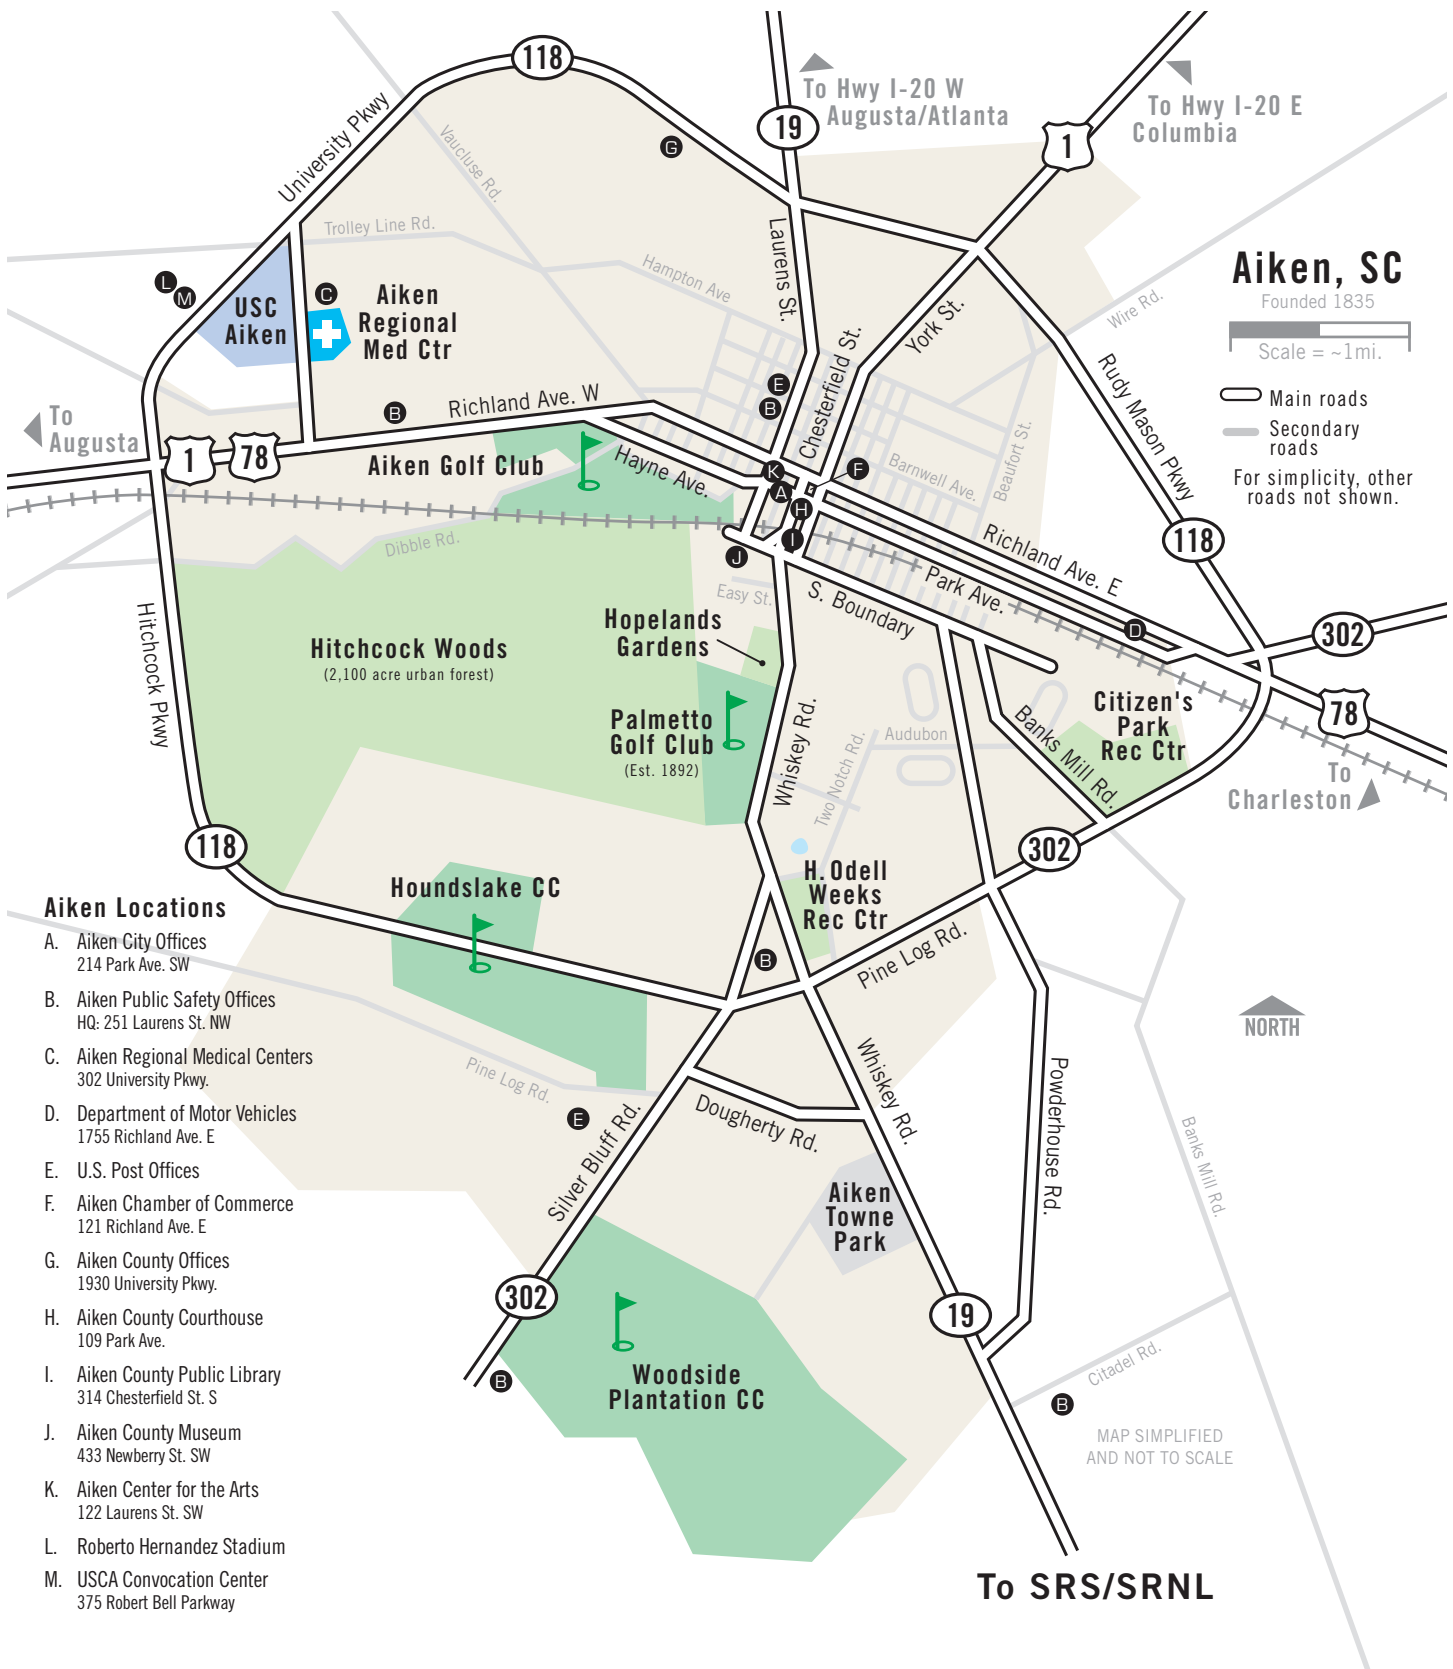 118
To Hwy I-20 W
Augusta/Atlanta
To Hwy I-20 E
Columbia
19
1
University Pkwy
Vaucluse Rd.
G
Trolley Line Rd.
Laurens St.
Hampton Ave
Aiken, SC
Founded 1835
Scale = ~1mi.
Main roads
Secondary
roads
For simplicity, other
roads not shown.
Wire Rd.
L
M
USC
Aiken
C
Aiken
Regional
Med Ctr
York St.
Chesterfield St.
Rudy Mason Pkwy
E
B
B
Richland Ave. W
To
Augusta
1
78
Aiken Golf Club
Hayne Ave.
K
A
F
H
I
J
Barnwell Ave.
Beaufort St.
118
Dibble Rd.
Richland Ave. E
Park Ave.
Easy St.
S. Boundary
D
302
Hitchcock Pkwy
Hitchcock Woods
(2,100 acre urban forest)
Hopelands
Gardens
Palmetto
Golf Club
(Est. 1892)
Whiskey Rd.
Two Notch Rd.
Audubon
Banks Mill Rd.
Citizen's
Park
Rec Ctr
78
To
Charleston
118
302
Houndslake CC
H. Odell
Weeks
Rec Ctr
B
Pine Log Rd.
NORTH
Pine Log Rd.
E
Silver Bluff Rd.
Dougherty Rd.
Whiskey Rd.
Powderhouse Rd.
Banks Mill Rd.
Aiken
Towne
Park
302
19
B
Woodside
Plantation CC
Citadel Rd.
B
MAP SIMPLIFIED
AND NOT TO SCALE
To SRS/SRNL
Aiken Locations
A. Aiken City Offices
214 Park Ave. SW
B. Aiken Public Safety Offices
HQ: 251 Laurens St. NW
C. Aiken Regional Medical Centers
302 University Pkwy.
D. Department of Motor Vehicles
1755 Richland Ave. E
E. U.S. Post Offices
F. Aiken Chamber of Commerce
121 Richland Ave. E
G. Aiken County Offices
1930 University Pkwy.
H. Aiken County Courthouse
109 Park Ave.
I. Aiken County Public Library
314 Chesterfield St. S
J. Aiken County Museum
433 Newberry St. SW
K. Aiken Center for the Arts
122 Laurens St. SW
L. Roberto Hernandez Stadium
M. USCA Convocation Center
375 Robert Bell Parkway